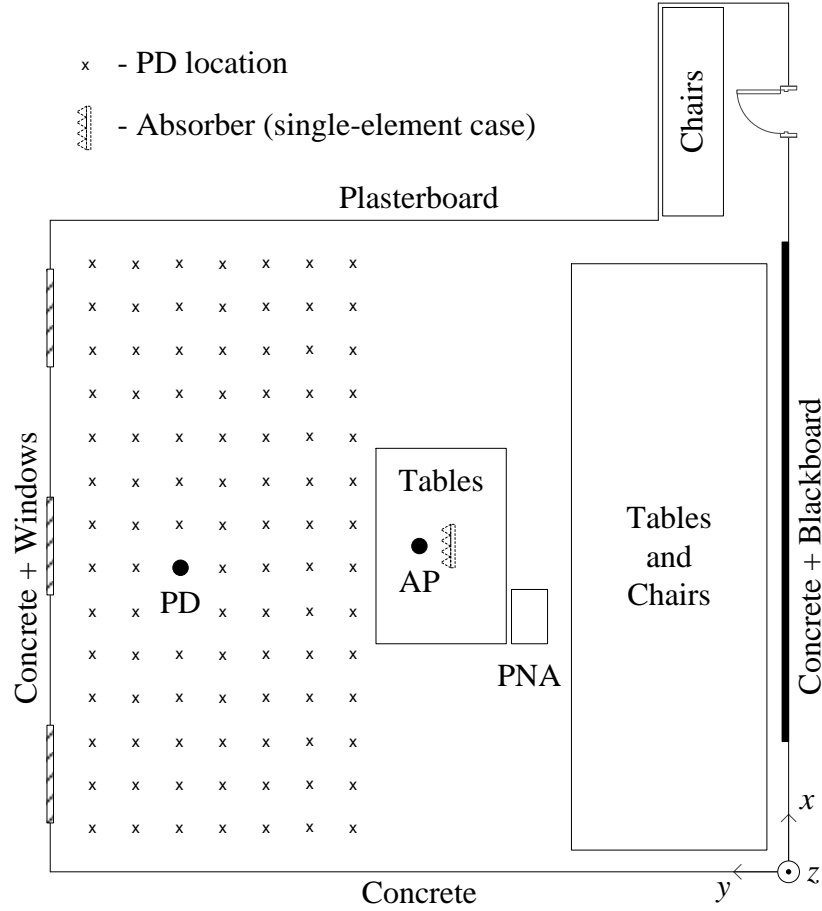 x - PD location
- Absorber (single-element case)
Chairs
Plasterboard
x x x x x x x
x x x x x x x
x x x x x x x
x x x x x x x
x x x x x x x
x x x x x x x
x x x x x x x
x x x x x x
x x x x x x x
x x x x x x x
x x x x x x x
x x x x x x x
x x x x x x x
x x x x x x x
Concrete + Windows
PD
Tables
AP
PNA
Tables
and
Chairs
Concrete + Blackboard
x
y
z
Concrete